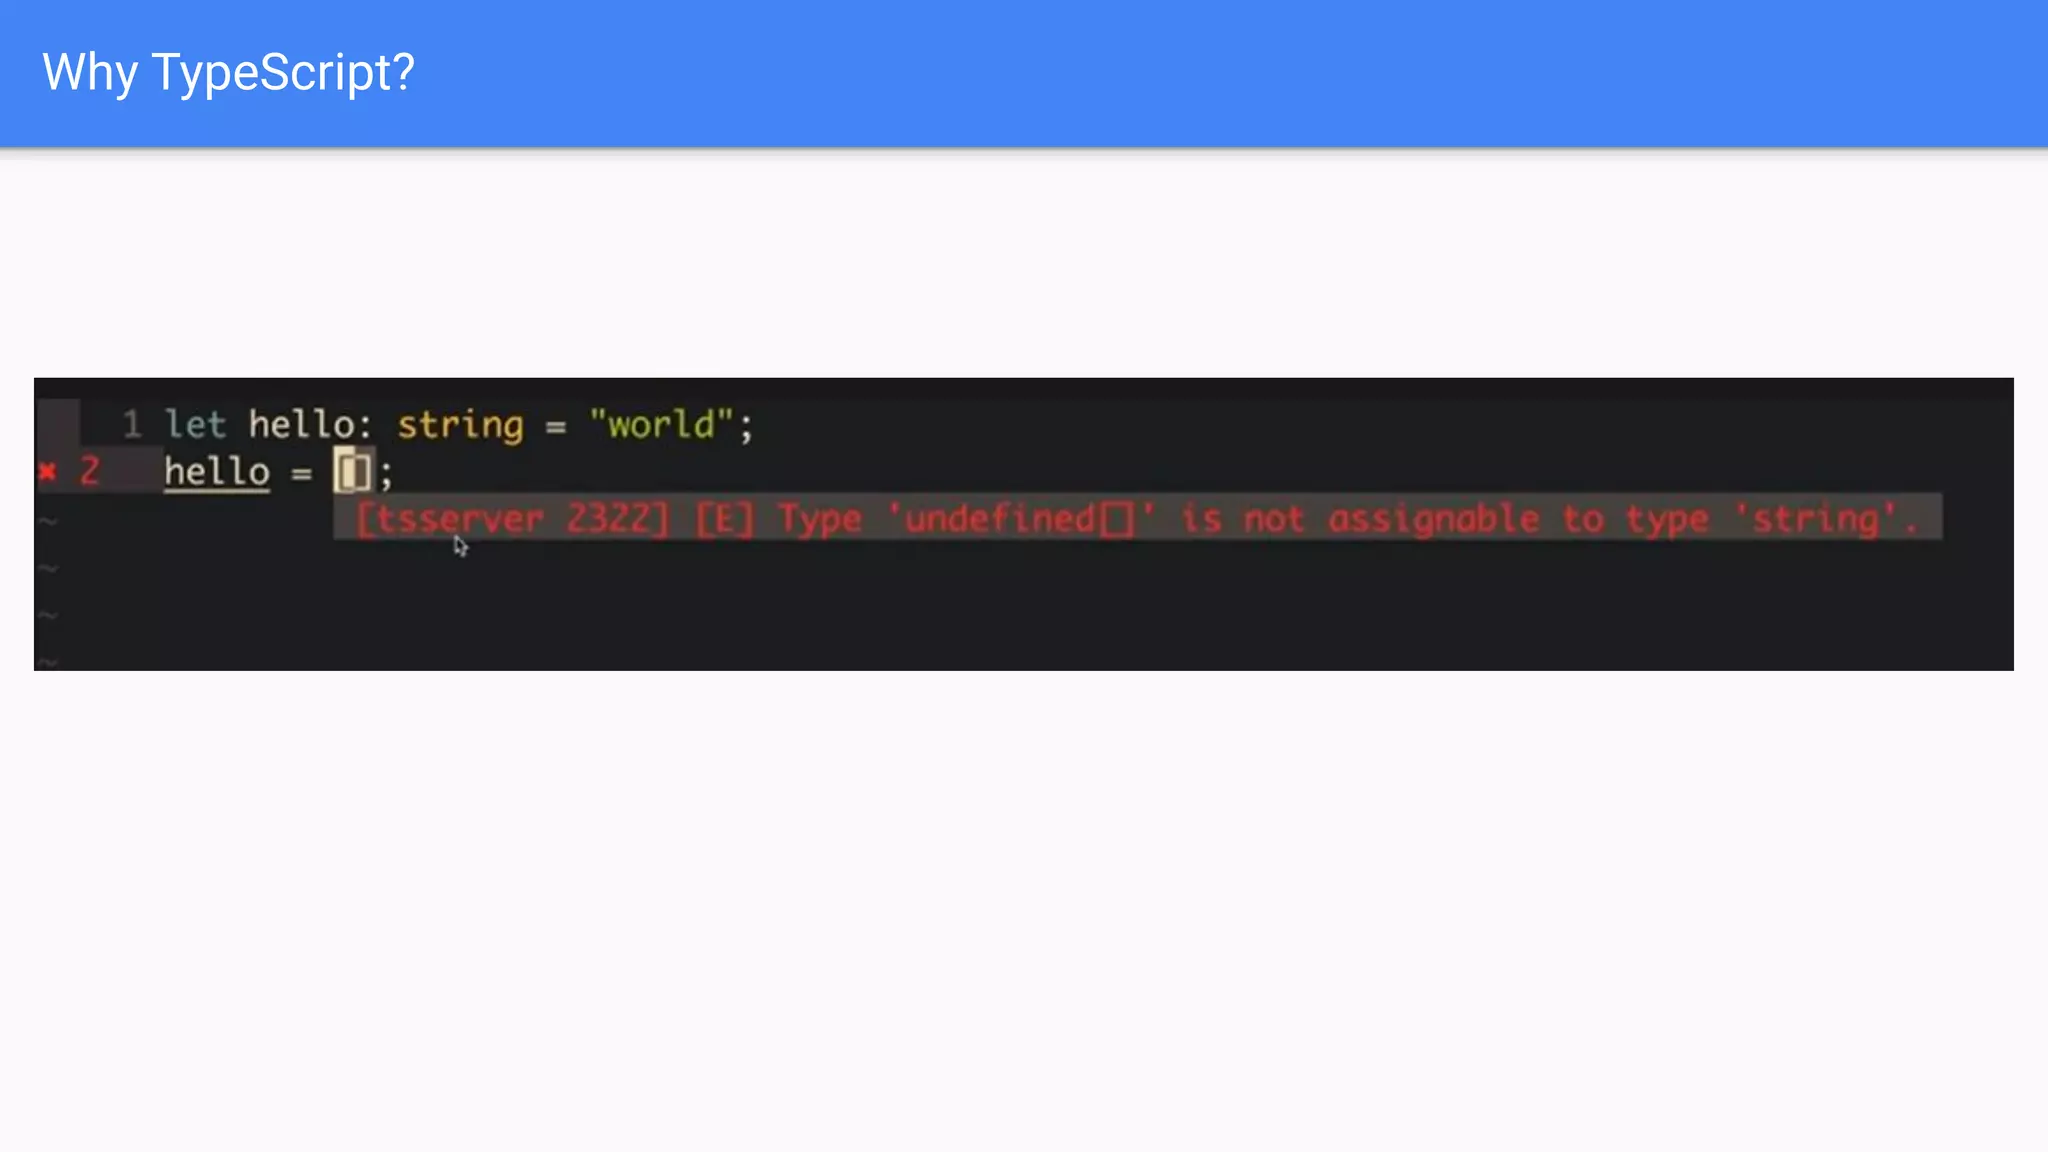 Why TypeScript?
1 let hello: string = "world";
✖ 2 hello = [];
~ [tsserver 2322] [E] Type 'undefined[]' is not assignable to type 'string'.
~
~
~